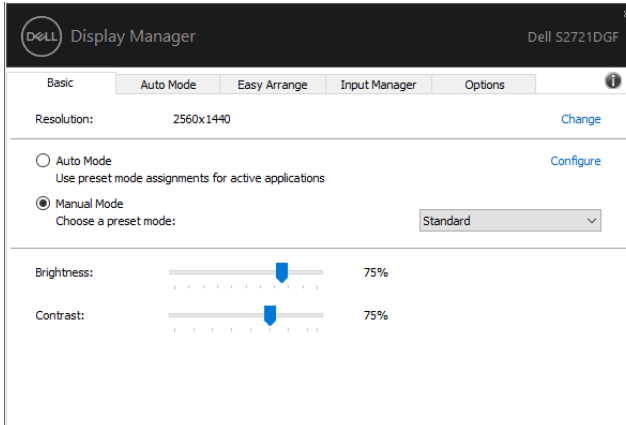 DELL Display Manager Dell S2721DGF
Basic Auto Mode Easy Arrange Input Manager Options
Resolution: 2560x1440 Change
Auto Mode Configure
Use preset mode assignments for active applications
Manual Mode
Choose a preset mode: Standard
Brightness: 75%
Contrast: 75%